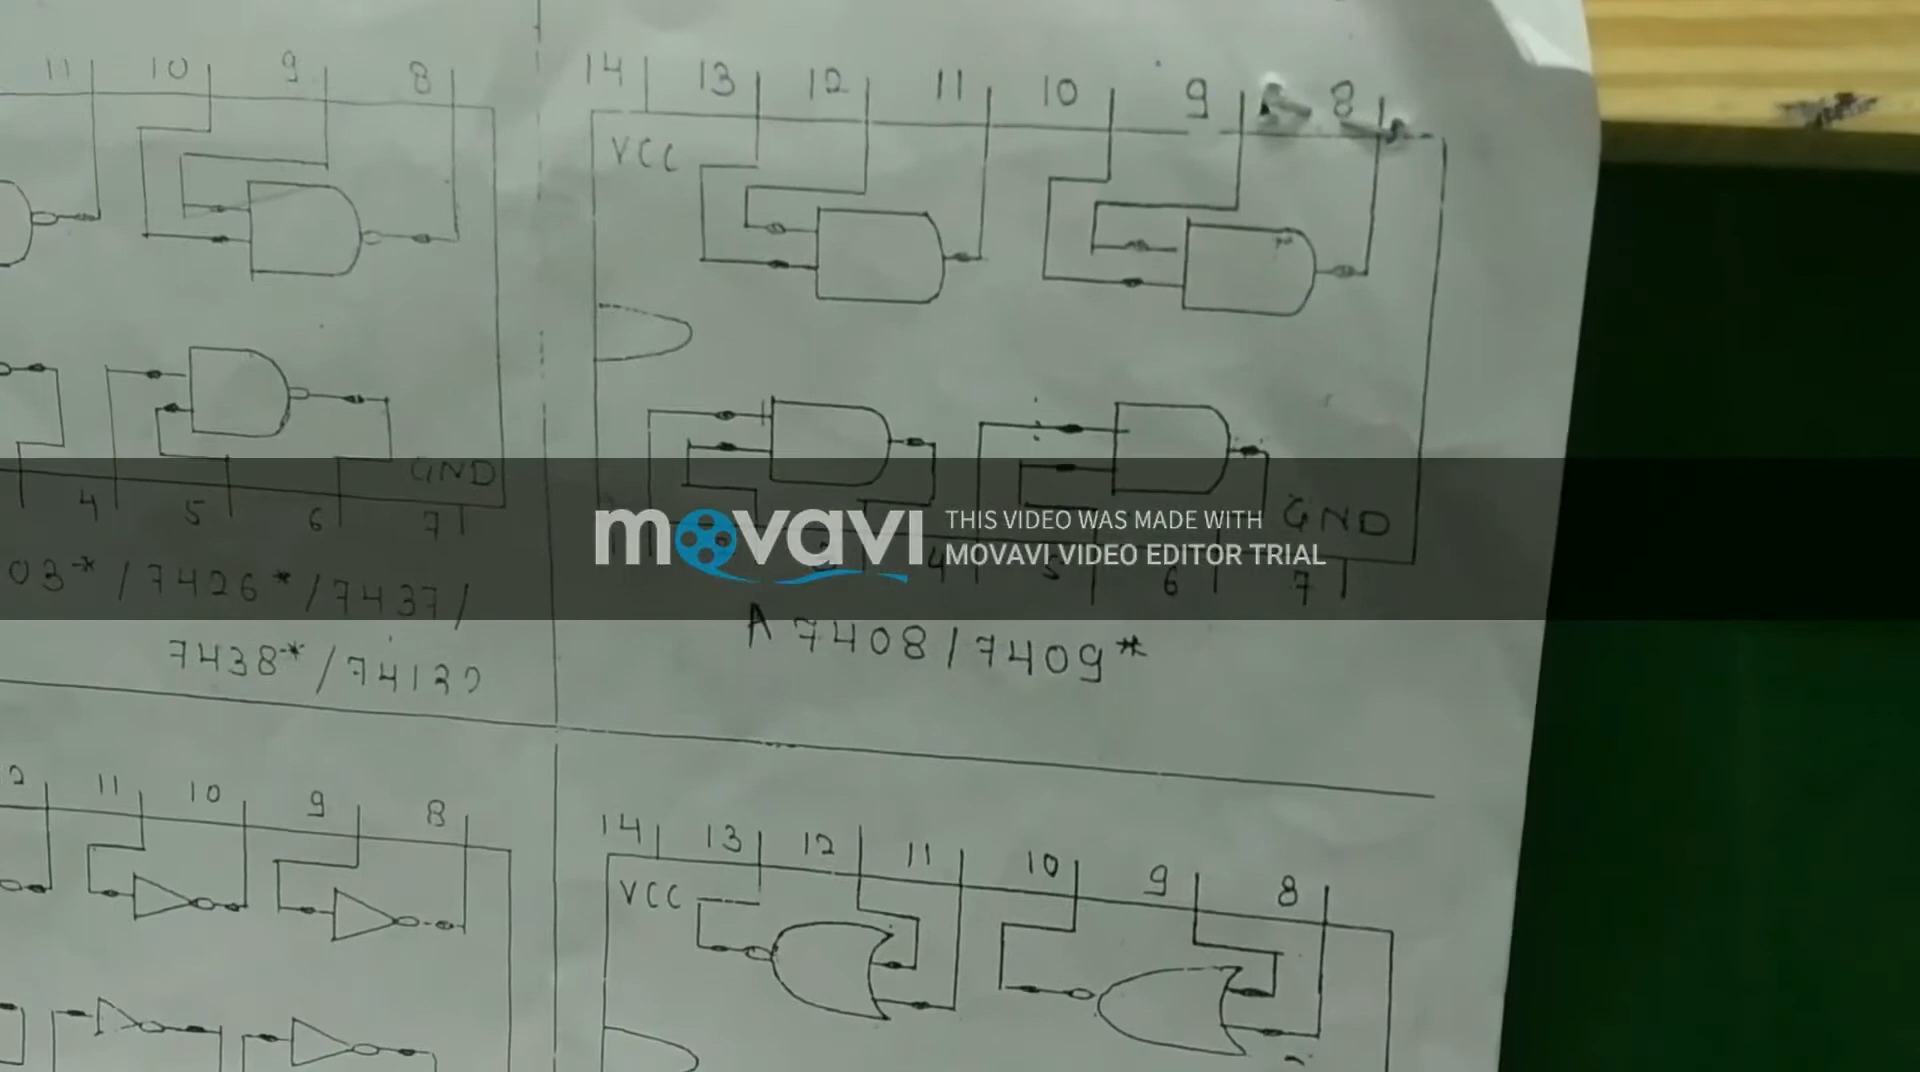 11 10 9 8
14 13 12 11 10 9 8
VCC
GND
4 5 6 7
GND
4 5 6 7
movavi
THIS VIDEO WAS MADE WITH
MOVAVI VIDEO EDITOR TRIAL
03* / 7426* / 7437 /
7438* /
A 7408 / 7409*
11 10 9 8
14 13 12 11 10 9 8
VCC